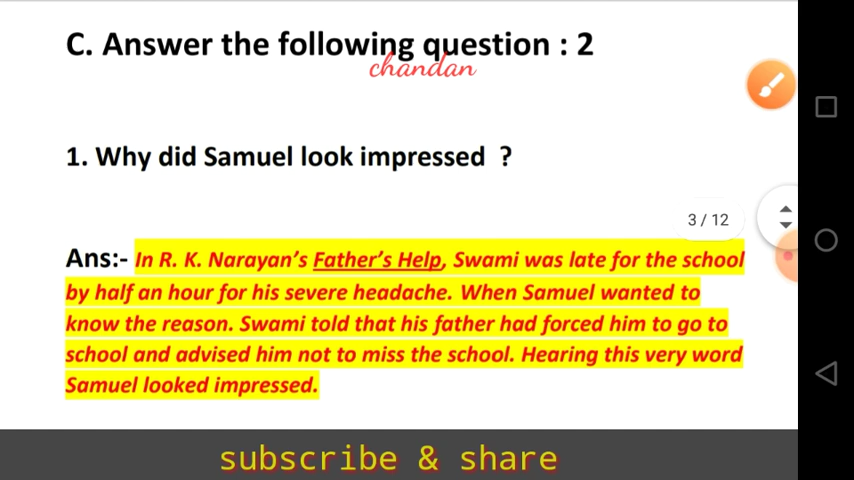 C. Answer the following question : 2
chandan
1. Why did Samuel look impressed ?
3 / 12
Ans:- In R. K. Narayan's Father's Help, Swami was late for the school
by half an hour for his severe headache. When Samuel wanted to
know the reason. Swami told that his father had forced him to go to
school and advised him not to miss the school. Hearing this very word
Samuel looked impressed.
subscribe & share